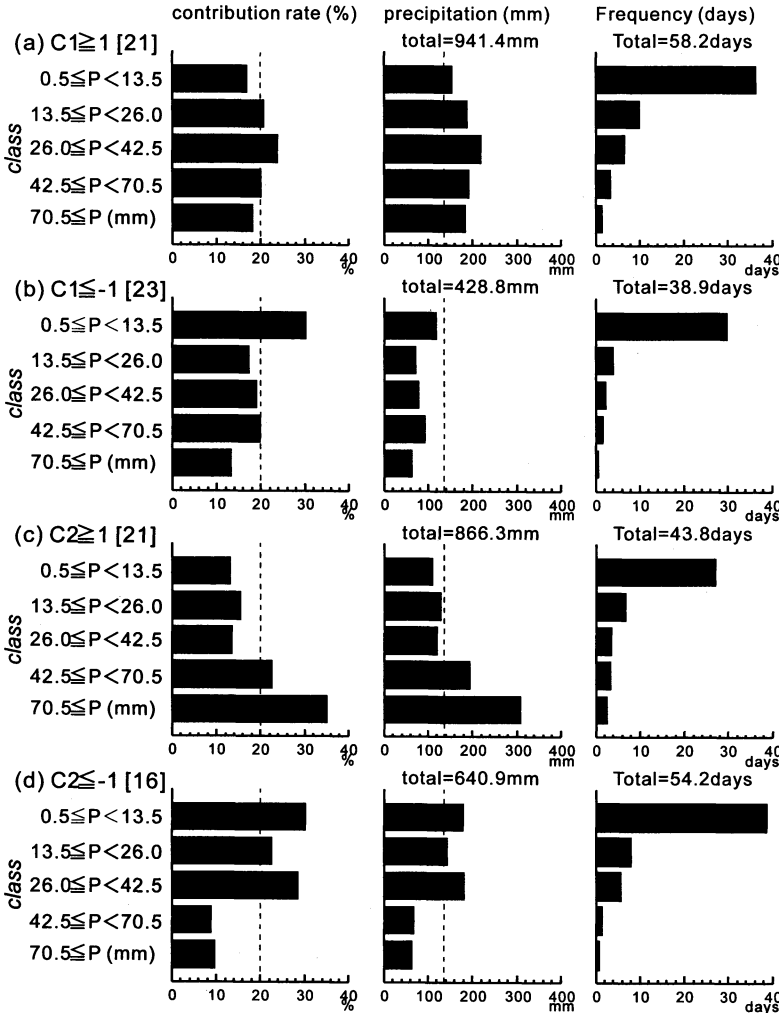 contribution rate (%) precipitation (mm) Frequency (days)
(a) C1≧1 [21] total=941.4mm Total=58.2days
class
0.5≦P<13.5
13.5≦P<26.0
26.0≦P<42.5
42.5≦P<70.5
70.5≦P (mm)
0 10 20 30 40 0 100 200 300 400 0 10 20 30 40
% mm days
(b) C1≦-1 [23] total=428.8mm Total=38.9days
class
0.5≦P<13.5
13.5≦P<26.0
26.0≦P<42.5
42.5≦P<70.5
70.5≦P (mm)
0 10 20 30 40 0 100 200 300 400 0 10 20 30 40
% mm days
(c) C2≧1 [21] total=866.3mm Total=43.8days
class
0.5≦P<13.5
13.5≦P<26.0
26.0≦P<42.5
42.5≦P<70.5
70.5≦P (mm)
0 10 20 30 40 0 100 200 300 400 0 10 20 30 40
% mm days
(d) C2≦-1 [16] total=640.9mm Total=54.2days
class
0.5≦P<13.5
13.5≦P<26.0
26.0≦P<42.5
42.5≦P<70.5
70.5≦P (mm)
0 10 20 30 40 0 100 200 300 400 0 10 20 30 40
% mm days